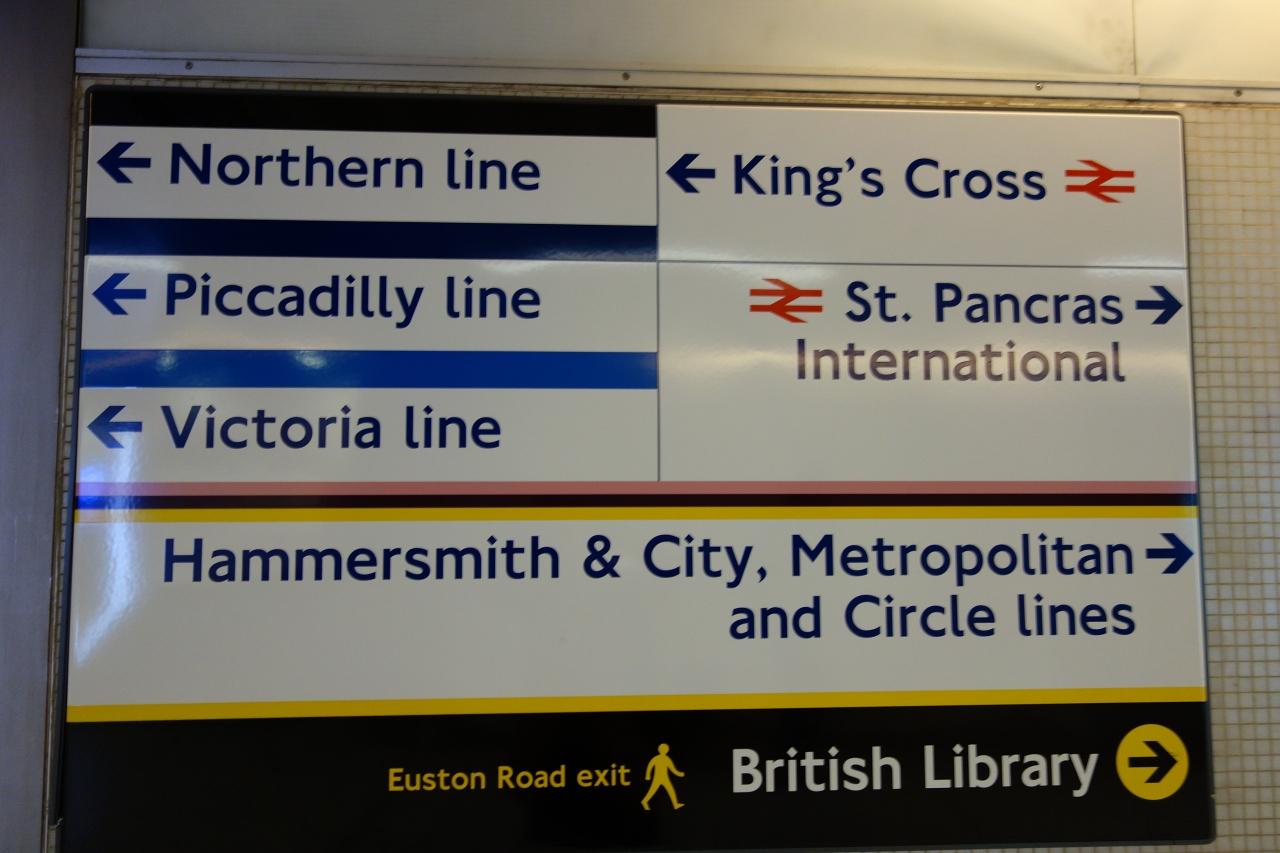 Northern line
Piccadilly line
Victoria line
King's Cross
St. Pancras
International
Hammersmith & City, Metropolitan
and Circle lines
Euston Road exit
British Library